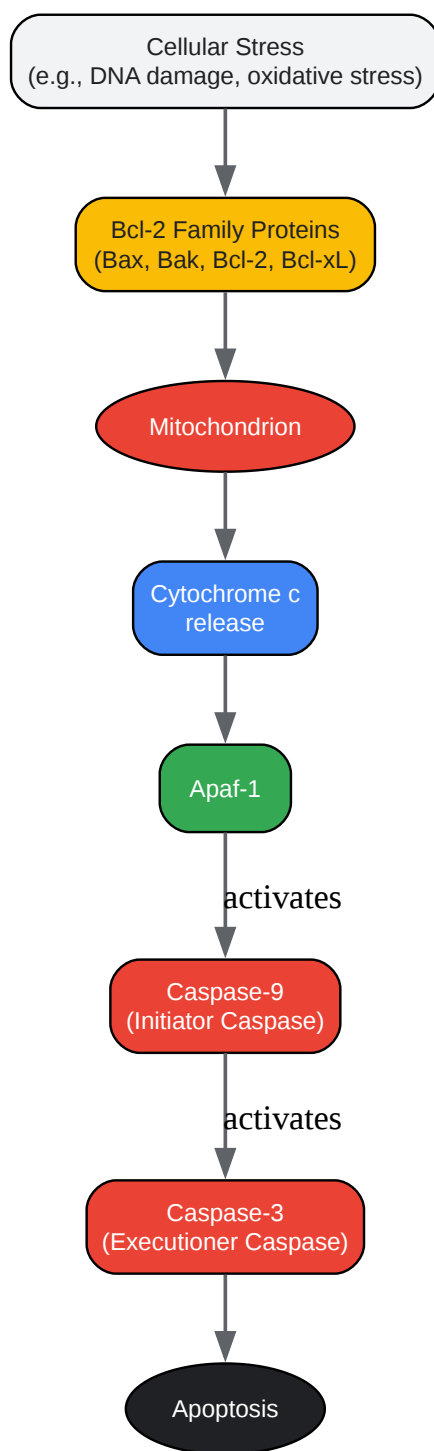 Cellular Stress
(e.g., DNA damage, oxidative stress)
Bcl-2 Family Proteins
(Bax, Bak, Bcl-2, Bcl-xL)
Mitochondrion
Cytochrome c
release
Apaf-1
activates
Caspase-9
(Initiator Caspase)
activates
Caspase-3
(Executioner Caspase)
Apoptosis